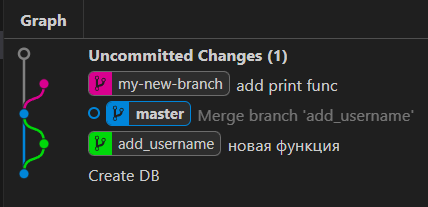 Graph
Uncommitted Changes (1)
my-new-branch add print func
master Merge branch 'add_username'
add_username новая функция
Create DB